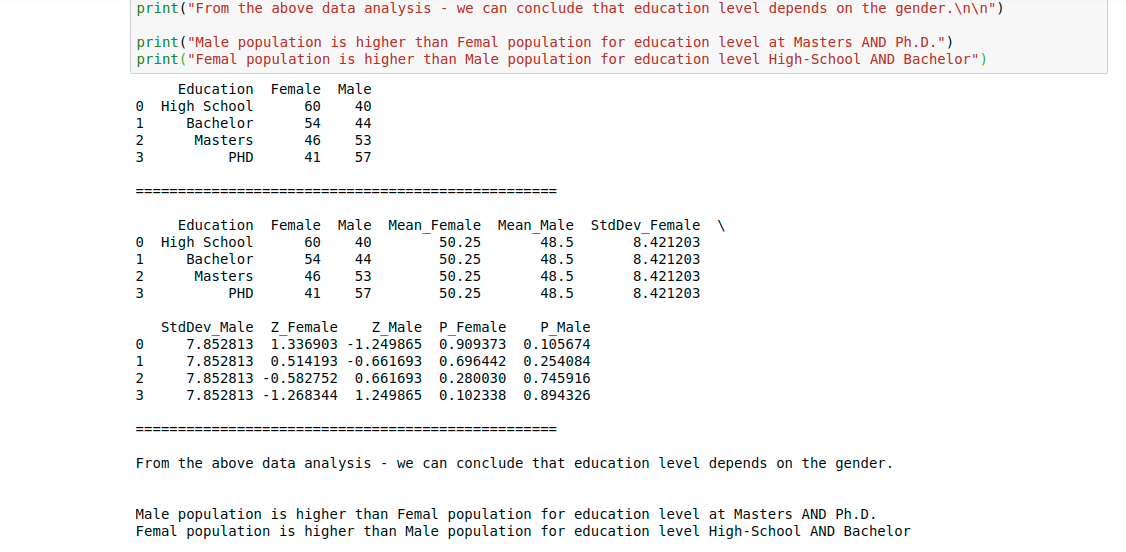 print("From the above data analysis - we can conclude that education level depends on the gender.\n\n")
print("Male population is higher than Femal population for education level at Masters AND Ph.D.")
print("Femal population is higher than Male population for education level High-School AND Bachelor")
Education Female Male
0 High School 60 40
1 Bachelor 54 44
2 Masters 46 53
3 PHD 41 57
==================================================
Education Female Male Mean_Female Mean_Male StdDev_Female \
0 High School 60 40 50.25 48.5 8.421203
1 Bachelor 54 44 50.25 48.5 8.421203
2 Masters 46 53 50.25 48.5 8.421203
3 PHD 41 57 50.25 48.5 8.421203
StdDev_Male Z_Female Z_Male P_Female P_Male
0 7.852813 1.336903 -1.249865 0.909373 0.105674
1 7.852813 0.514193 -0.661693 0.696442 0.254084
2 7.852813 -0.582752 0.661693 0.280030 0.745916
3 7.852813 -1.268344 1.249865 0.102338 0.894326
==================================================
From the above data analysis - we can conclude that education level depends on the gender.
Male population is higher than Femal population for education level at Masters AND Ph.D.
Femal population is higher than Male population for education level High-School AND Bachelor